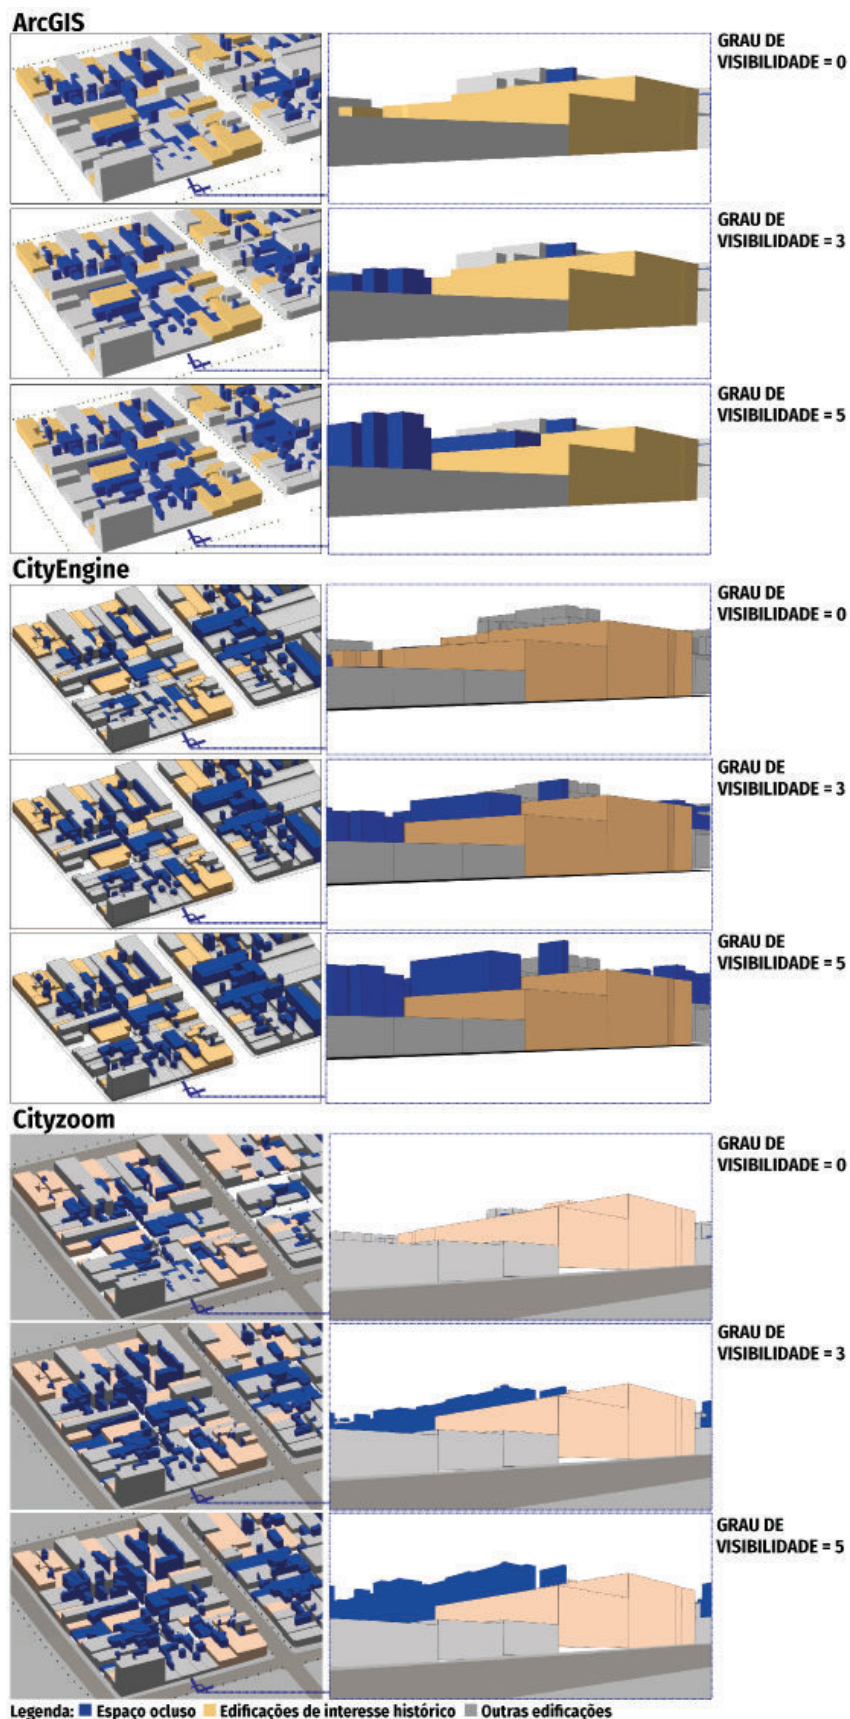 ArcGIS
GRAU DE
VISIBILIDADE = 0
GRAU DE
VISIBILIDADE = 3
GRAU DE
VISIBILIDADE = 5
CityEngine
GRAU DE
VISIBILIDADE = 0
GRAU DE
VISIBILIDADE = 3
GRAU DE
VISIBILIDADE = 5
Cityzoom
GRAU DE
VISIBILIDADE = 0
GRAU DE
VISIBILIDADE = 3
GRAU DE
VISIBILIDADE = 5
Legenda: Espaço ocluso Edificações de interesse histórico Outras edificações